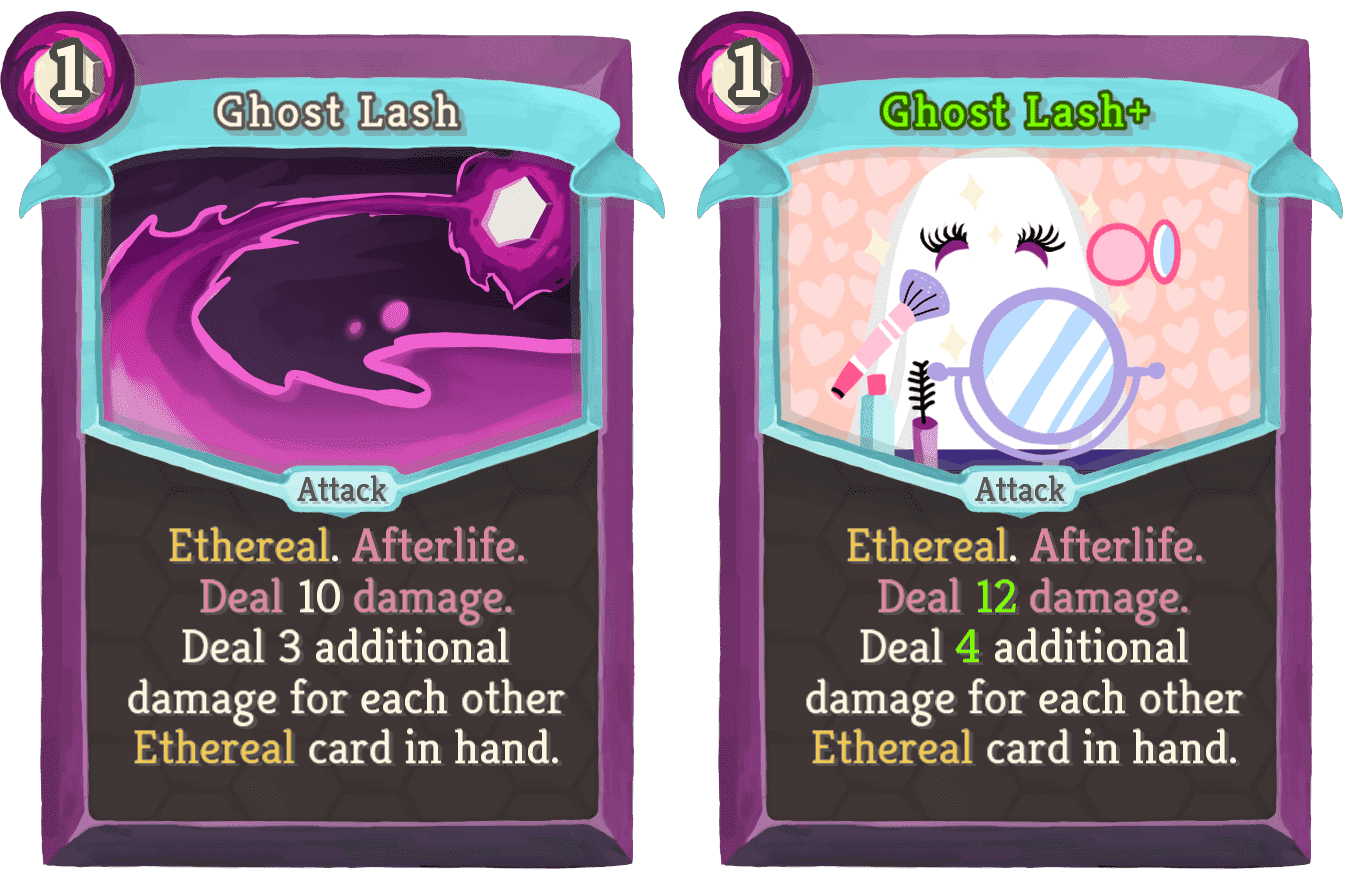 1
Ghost Lash
Attack
Ethereal. Afterlife.
Deal 10 damage.
Deal 3 additional
damage for each other
Ethereal card in hand.
1
Ghost Lash+
Attack
Ethereal. Afterlife.
Deal 12 damage.
Deal 4 additional
damage for each other
Ethereal card in hand.